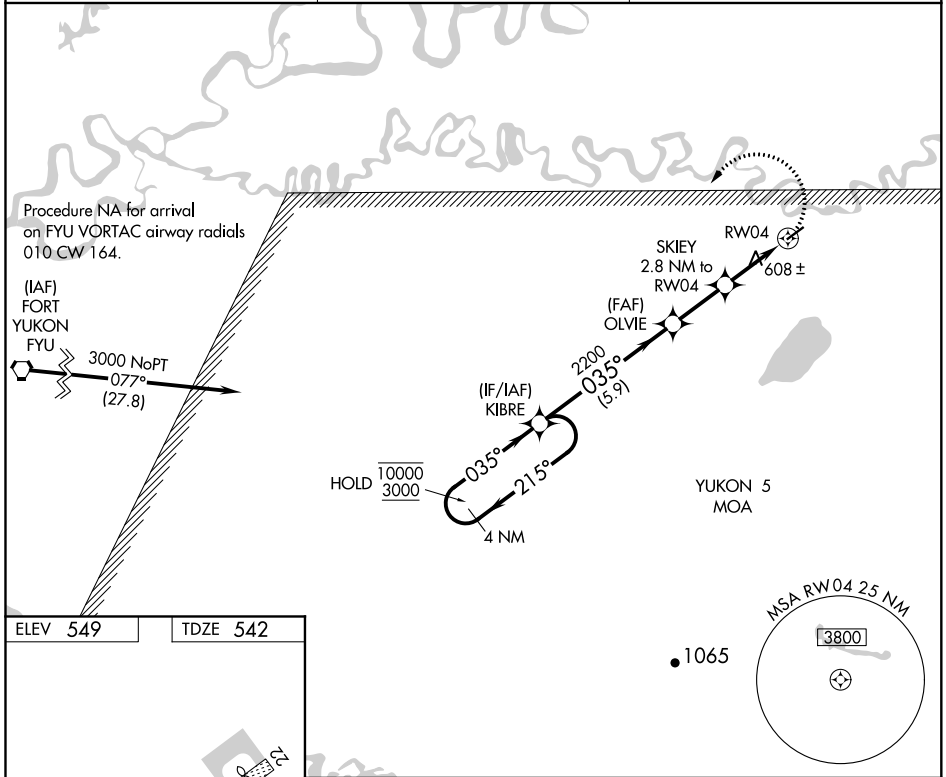 Procedure NA for arrival
on FYU VORTAC airway radials
010 CW 164.
(IAF)
FORT
YUKON
FYU
3000 NoPT
077°
(27.8)
RW04
SKIEY
2.8 NM to
RW04
608 ±
(FAF)
OLVIE
2200
035°
(5.9)
(IF/IAF)
KIBRE
HOLD
10000
3000
035°
215°
4 NM
YUKON 5
MOA
MSA RW04 25 NM
3800
1065
ELEV 549
TDZE 542
22